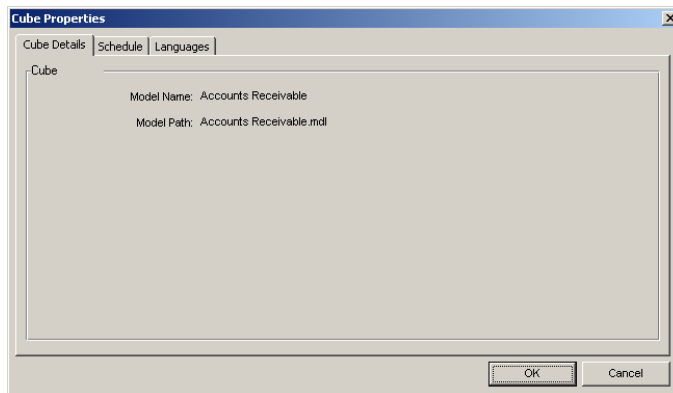 Cube Properties
Cube Details Schedule Languages
Cube
Model Name: Accounts Receivable
Model Path: Accounts Receivable.mdl
OK Cancel